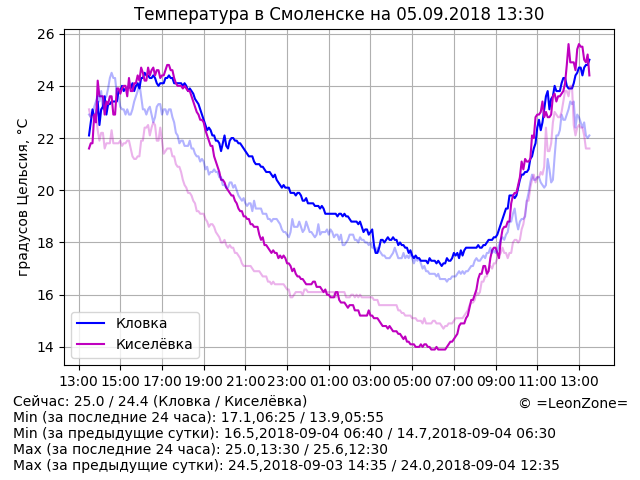 Температура в Смоленске на 05.09.2018 13:30
градусов Цельсия, °C
26
24
22
20
18
16
14
Кловка
Киселёвка
13:00 15:00 17:00 19:00 21:00 23:00 01:00 03:00 05:00 07:00 09:00 11:00 13:00
Сейчас: 25.0 / 24.4 (Кловка / Киселёвка)
© =LeonZone=
Min (за последние 24 часа): 17.1,06:25 / 13.9,05:55
Min (за предыдущие сутки): 16.5,2018-09-04 06:40 / 14.7,2018-09-04 06:30
Max (за последние 24 часа): 25.0,13:30 / 25.6,12:30
Max (за предыдущие сутки): 24.5,2018-09-03 14:35 / 24.0,2018-09-04 12:35